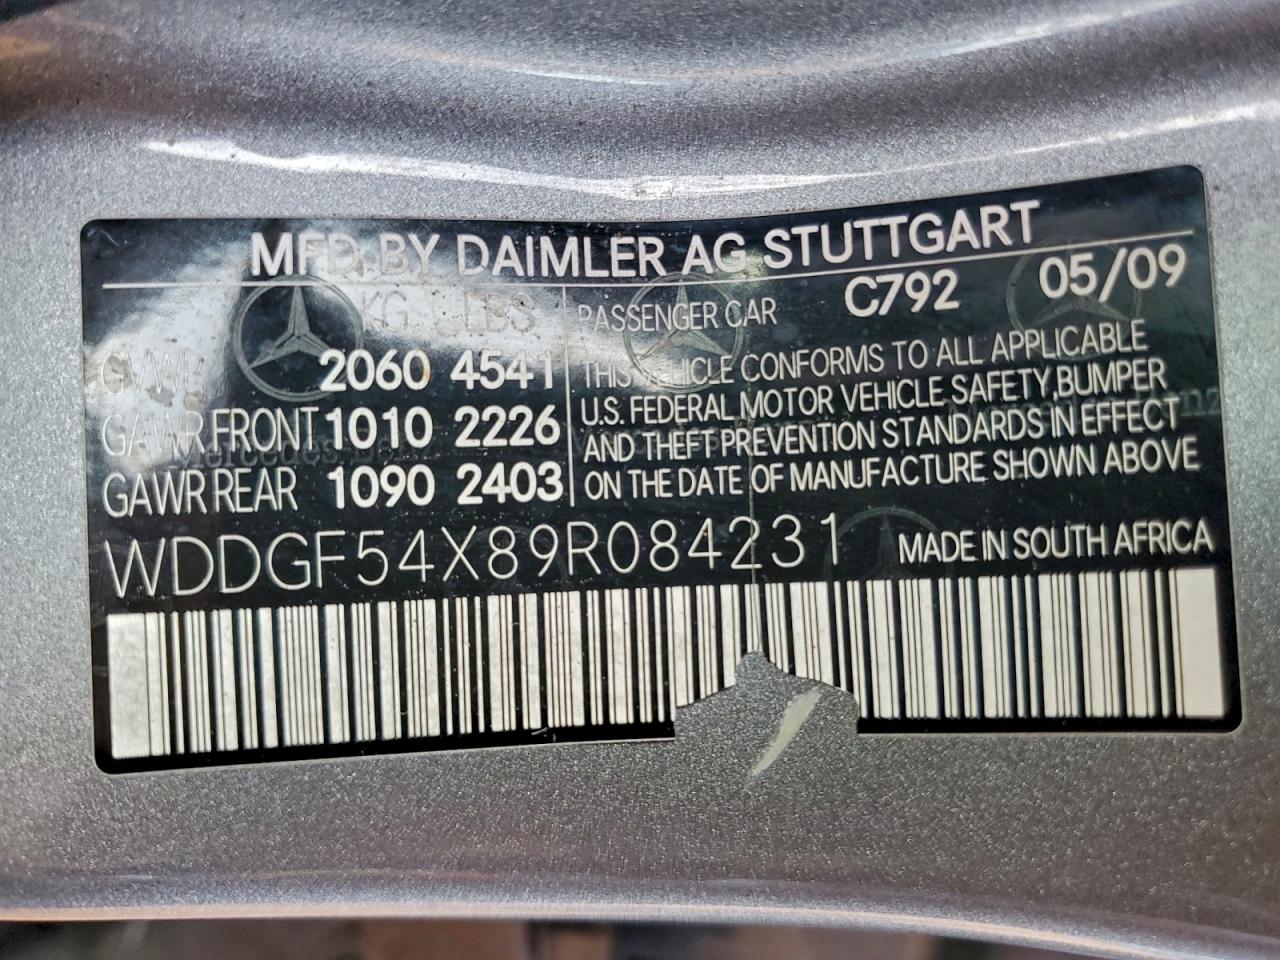 MFD. BY DAIMLER AG STUTTGART
KG LBS PASSENGER CAR C792 05/09
GVWR 2060 4541 THIS VEHICLE CONFORMS TO ALL APPLICABLE
GAWR FRONT 1010 2226 U.S. FEDERAL MOTOR VEHICLE SAFETY, BUMPER
AND THEFT PREVENTION STANDARDS IN EFFECT
GAWR REAR 1090 2403 ON THE DATE OF MANUFACTURE SHOWN ABOVE
WDDGF54X89R084231 MADE IN SOUTH AFRICA